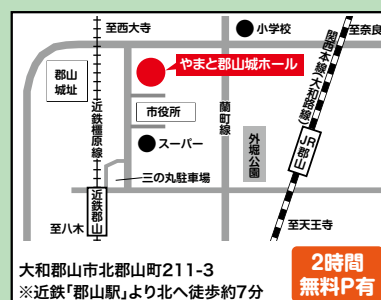 至西大寺
小学校
至奈良
やまと郡山城ホール
郡山
城址
市役所
近鉄橿原線
藺町線
関西本線(大和路線)
スーパー
外堀公園
JR郡山
三の丸駐車場
近鉄郡山
至八木
至天王寺
大和郡山市北郡山町211-3
※近鉄「郡山駅」より北へ徒歩約7分
2時間
無料P有